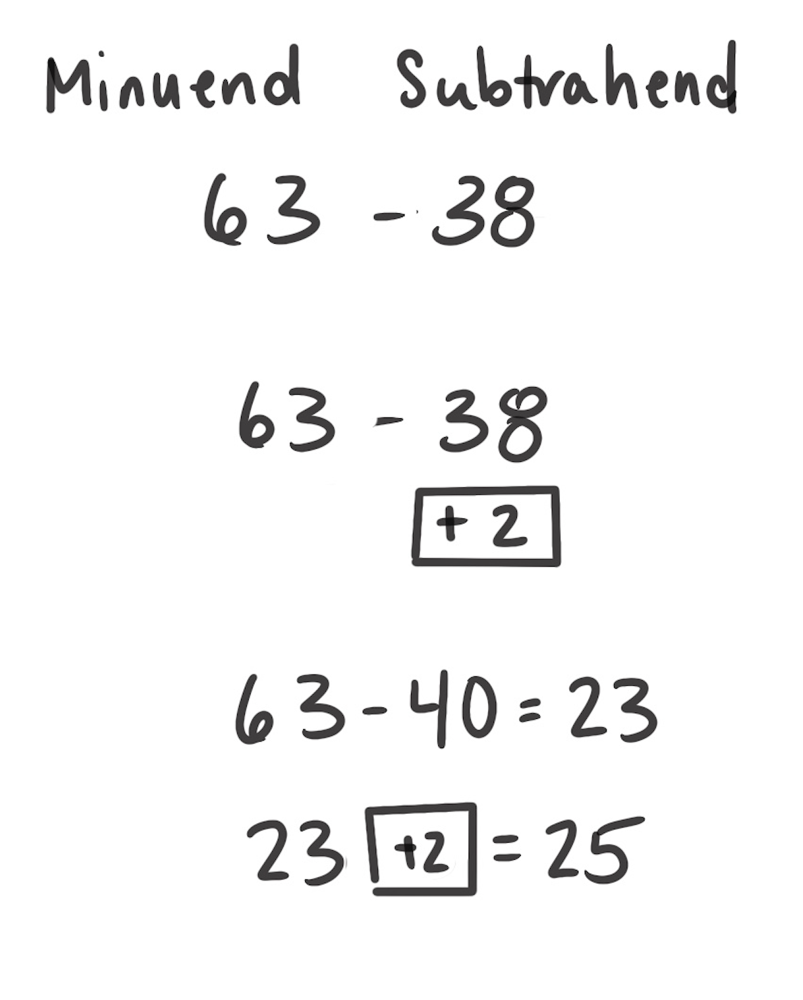 Minuend Subtrahend
63 - 38
63 - 38
+ 2
63 - 40 = 23
23 +2 = 25